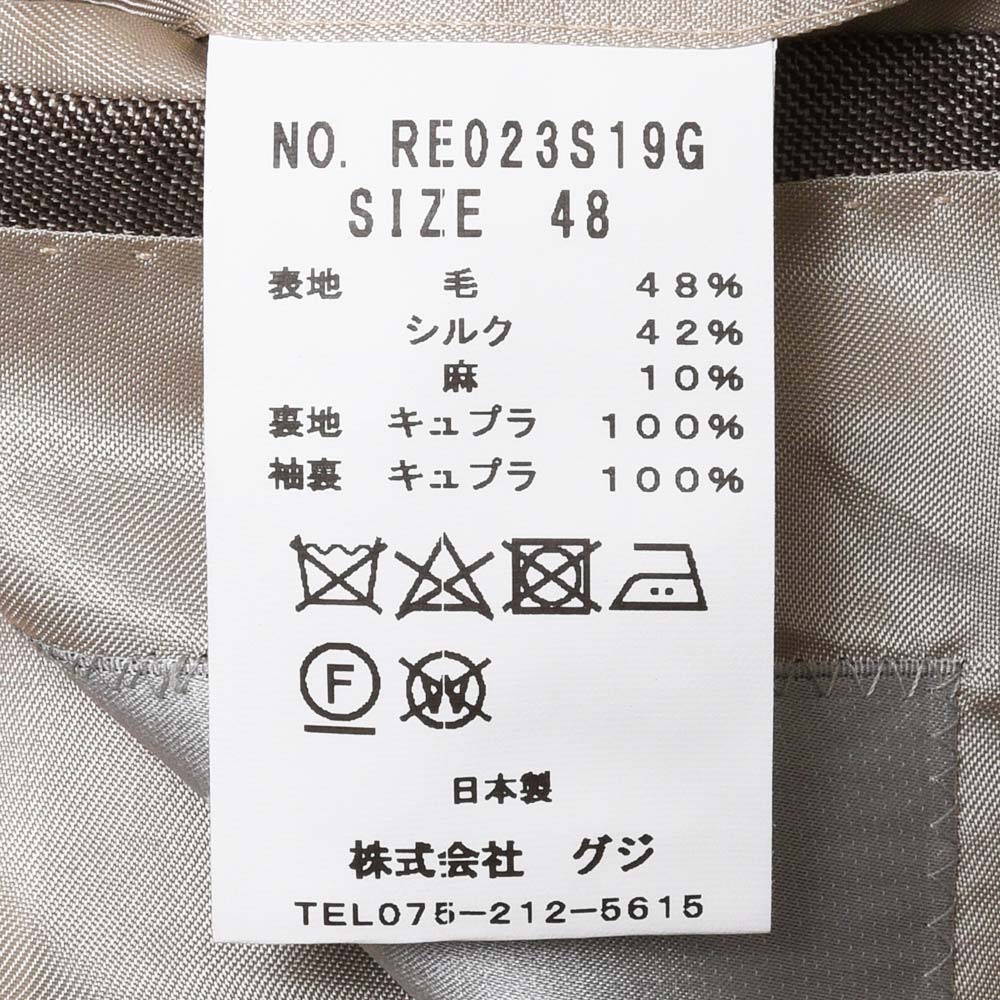 NO. RE023S19G
SIZE 48
表地 毛 48%
シルク 42%
麻 10%
裏地 キュプラ 100%
袖裏 キュプラ 100%
F
W
日本製
株式会社 グジ
TEL075-212-5615